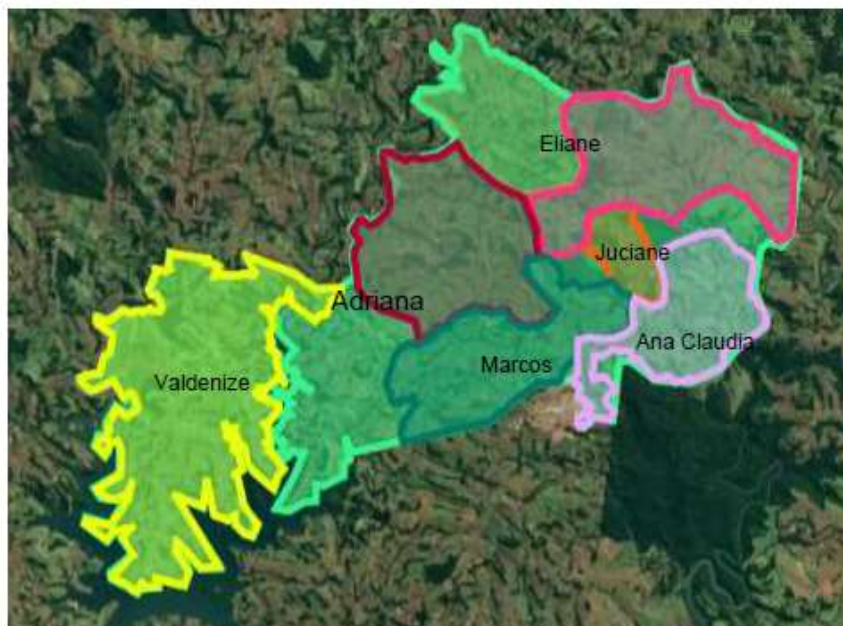 Eliane
Juciane
Adriana
Ana Claudia
Marcos
Valdenize